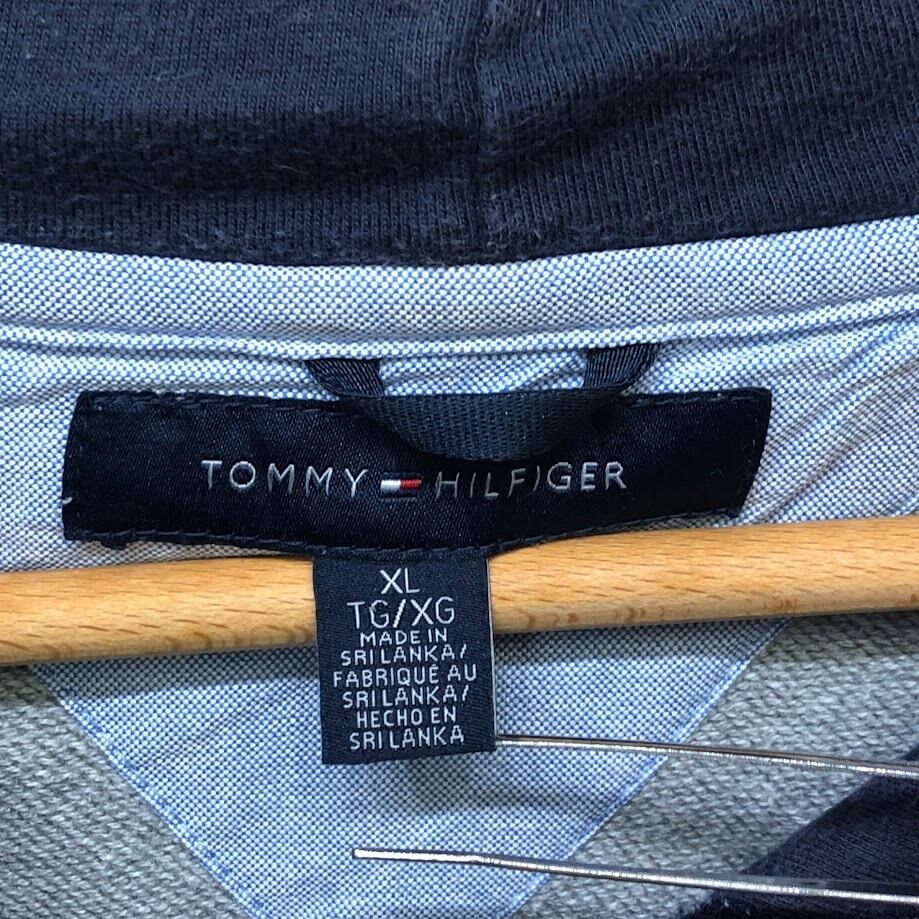 TOMMY HILFIGER
XL
TG/XG
MADE IN
SRI LANKA/
FABRIQUÉ AU
SRI LANKA/
HECHO EN
SRI LANKA